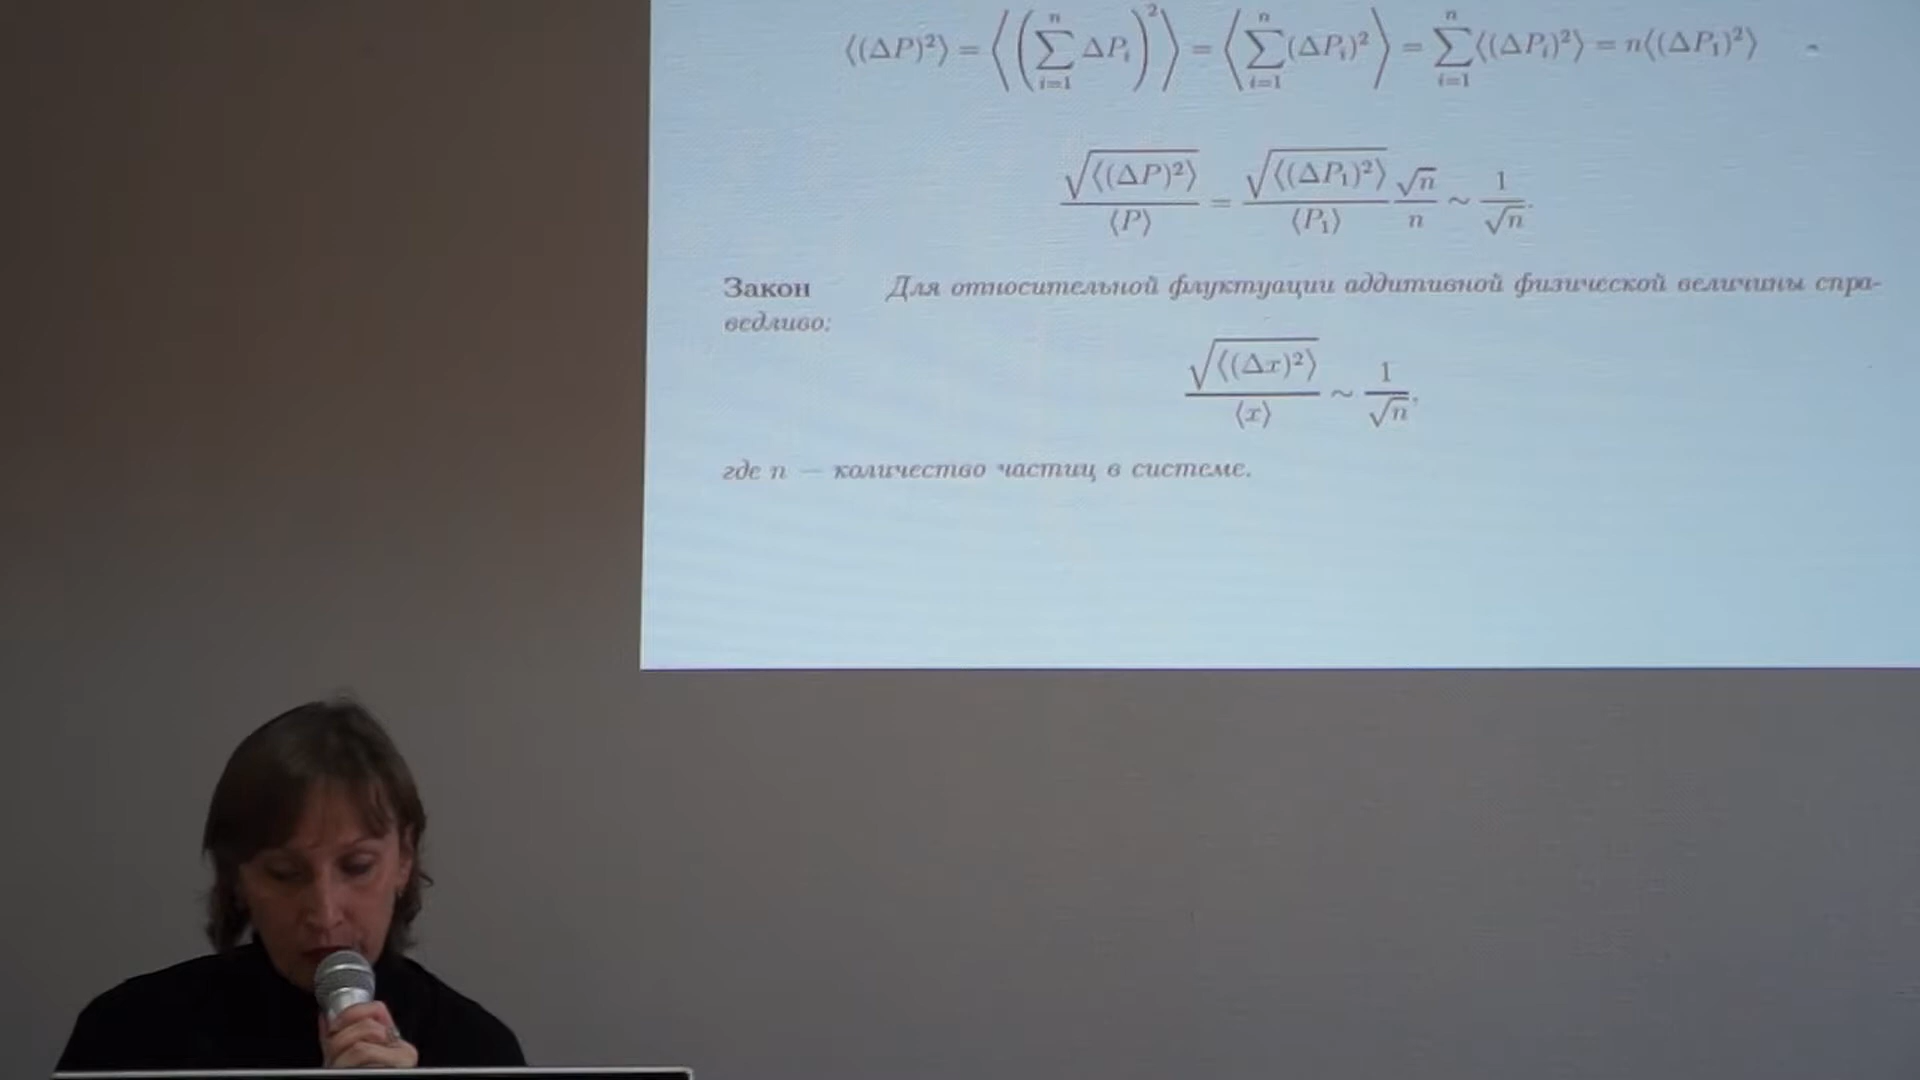 ⟨(ΔP)²⟩ = ⟨(∑ᵢ₌₁ⁿ ΔPᵢ)²⟩ = ⟨∑ᵢ₌₁ⁿ (ΔPᵢ)²⟩ = ∑ᵢ₌₁ⁿ ⟨(ΔPᵢ)²⟩ = n⟨(ΔP₁)²⟩
√⟨(ΔP)²⟩ / ⟨P⟩ = √⟨(ΔP₁)²⟩ / ⟨P₁⟩ √n / n ~ 1 / √n.
Закон Для относительной флуктуации аддитивной физической величины спра-
ведливо:
√⟨(Δx)²⟩ / ⟨x⟩ ~ 1 / √n,
где n — количество частиц в системе.